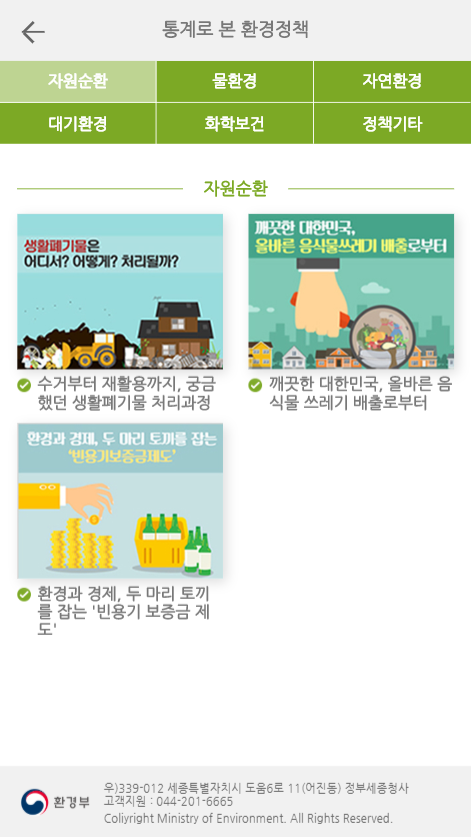 통계로 본 환경정책
자원순환
물환경
자연환경
대기환경
화학보건
정책기타
자원순환
생활폐기물은
어디서? 어떻게? 처리될까?
수거부터 재활용까지, 궁금
했던 생활폐기물 처리과정
깨끗한 대한민국,
올바른 음식물쓰레기 배출로부터
깨끗한 대한민국, 올바른 음
식물 쓰레기 배출로부터
환경과 경제, 두 마리 토끼를 잡는
'빈용기보증금제도'
환경과 경제, 두 마리 토끼
를 잡는 '빈용기 보증금 제
도'
환경부
우)339-012 세종특별자치시 도움6로 11(어진동) 정부세종청사
고객지원 : 044-201-6665
Coliyright Ministry of Environment. All Rights Reserved.